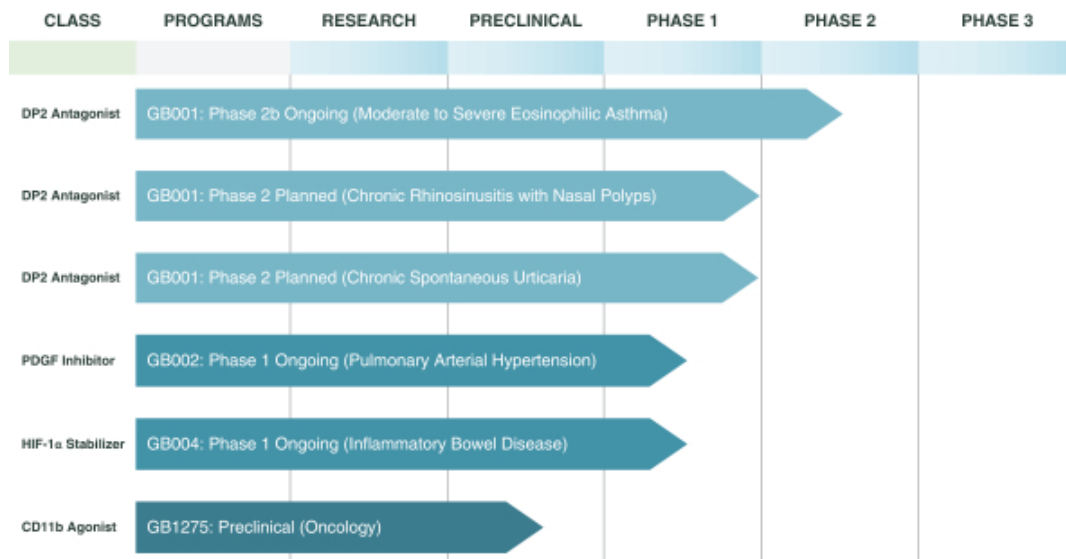 CLASS PROGRAMS RESEARCH PRECLINICAL PHASE 1 PHASE 2 PHASE 3
DP2 Antagonist GB001: Phase 2b Ongoing (Moderate to Severe Eosinophilic Asthma)
DP2 Antagonist GB001: Phase 2 Planned (Chronic Rhinosinusitis with Nasal Polyps)
DP2 Antagonist GB001: Phase 2 Planned (Chronic Spontaneous Urticaria)
PDGF Inhibitor GB002: Phase 1 Ongoing (Pulmonary Arterial Hypertension)
HIF-1α Stabilizer GB004: Phase 1 Ongoing (Inflammatory Bowel Disease)
CD11b Agonist GB1275: Preclinical (Oncology)